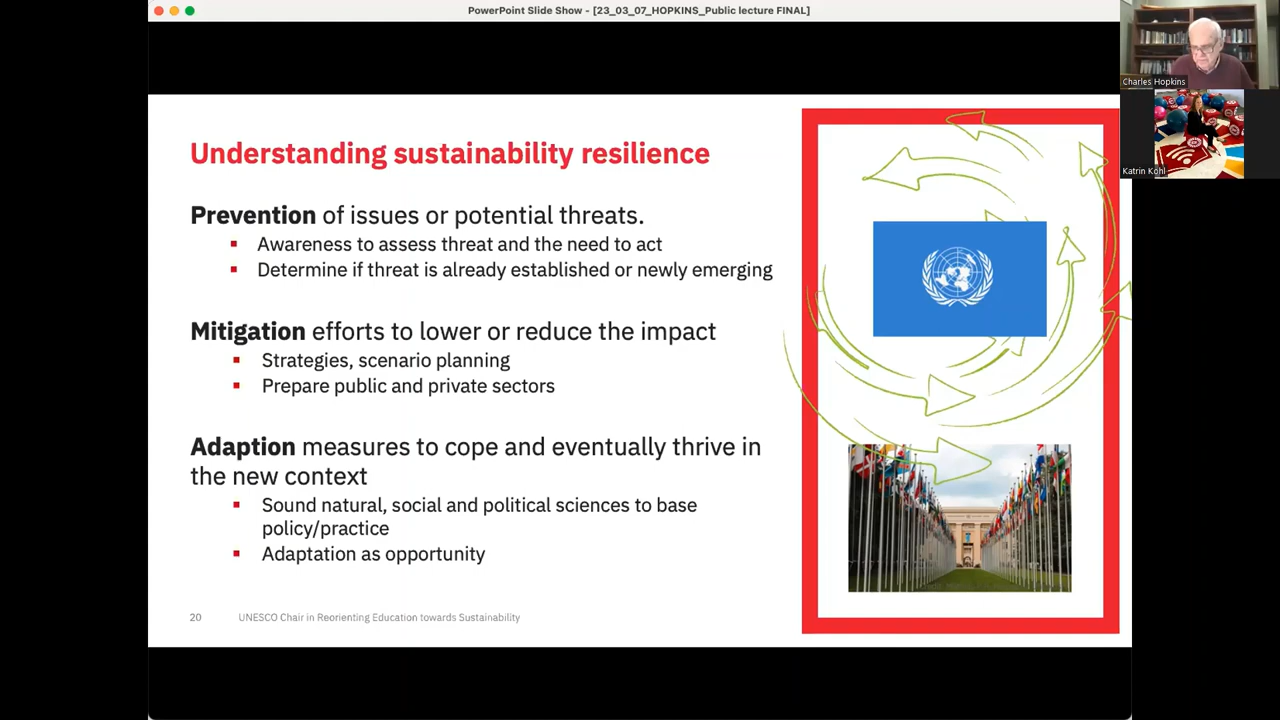 PowerPoint Slide Show - [23_03_07_HOPKINS_Public lecture FINAL]
Charles Hopkins
Katrin Kohl
Understanding sustainability resilience
Prevention of issues or potential threats.
Awareness to assess threat and the need to act
Determine if threat is already established or newly emerging
Mitigation efforts to lower or reduce the impact
Strategies, scenario planning
Prepare public and private sectors
Adaption measures to cope and eventually thrive in
the new context
Sound natural, social and political sciences to base
policy/practice
Adaptation as opportunity
20
UNESCO Chair in Reorienting Education towards Sustainability